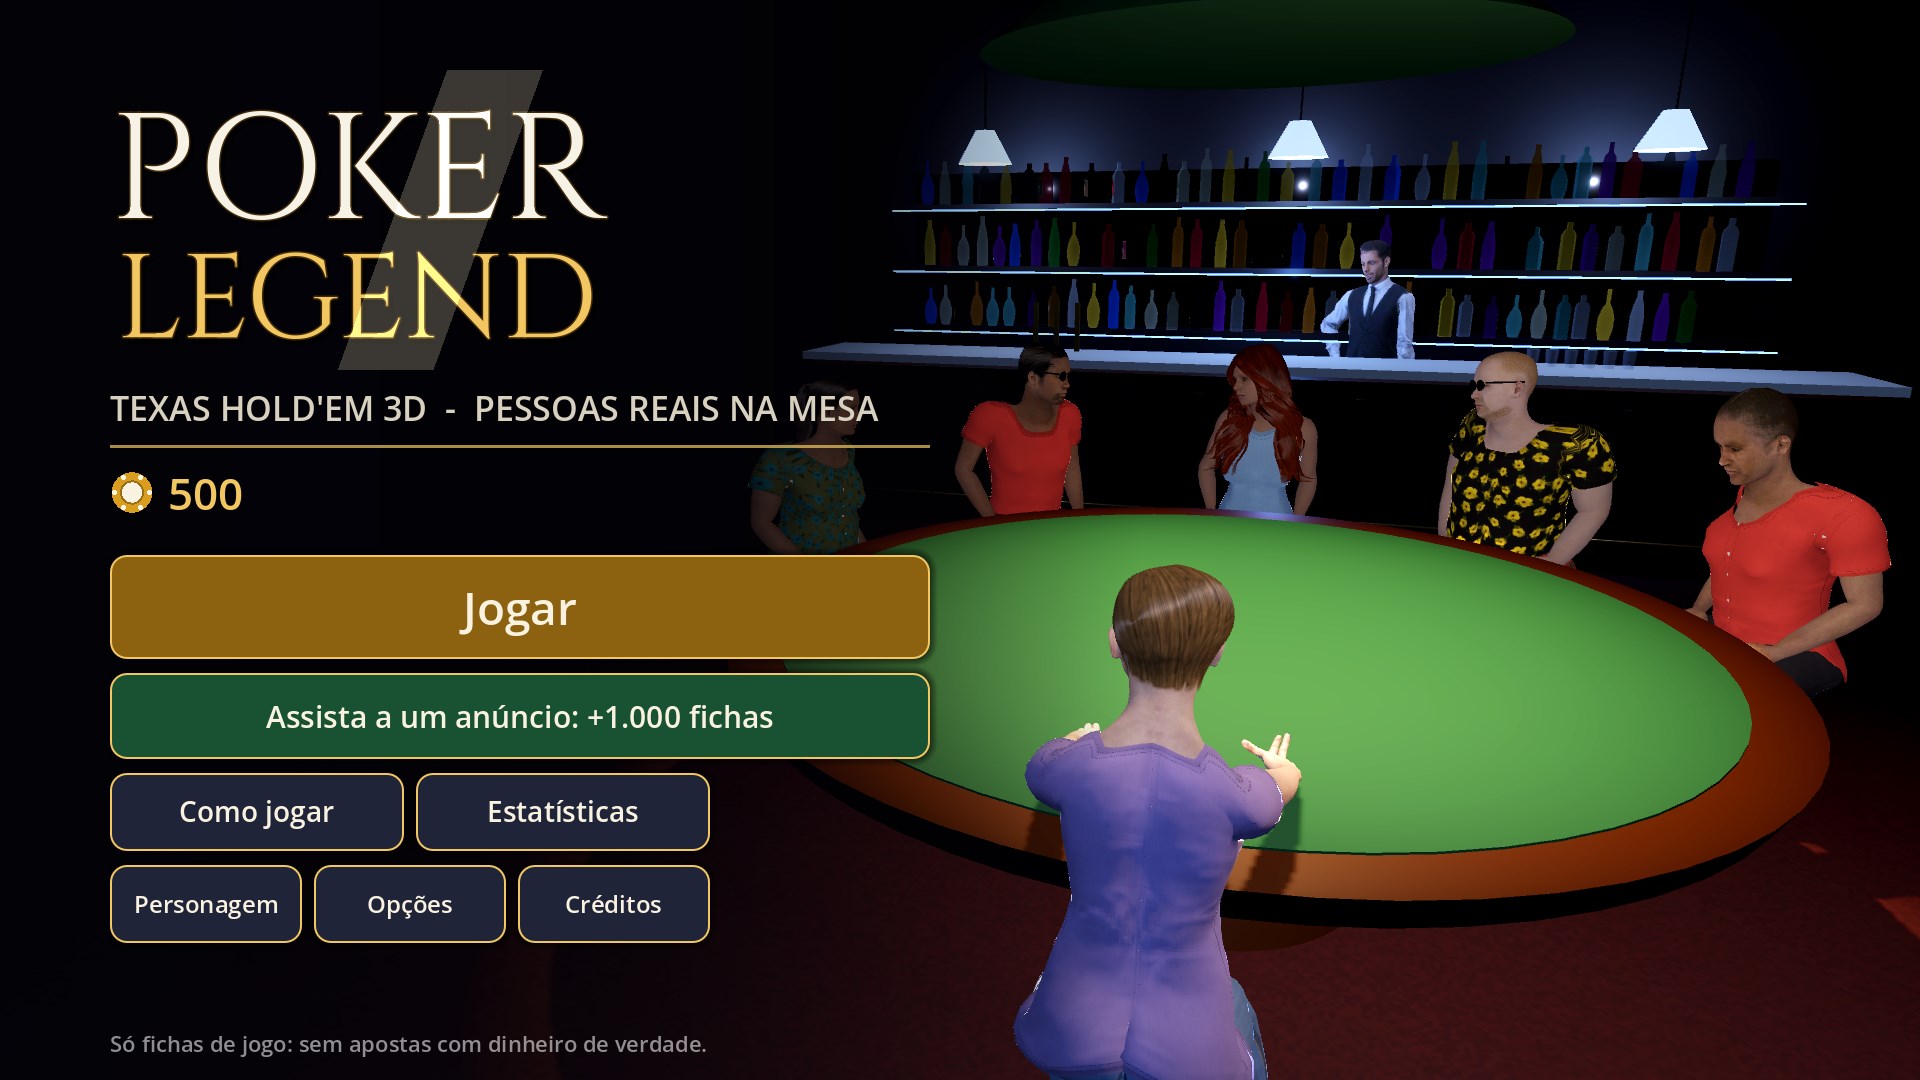 POKER
LEGEND
TEXAS HOLD'EM 3D - PESSOAS REAIS NA MESA
500
Jogar
Assista a um anúncio: +1.000 fichas
Como jogar
Estatísticas
Personagem
Opções
Créditos
Só fichas de jogo: sem apostas com dinheiro de verdade.